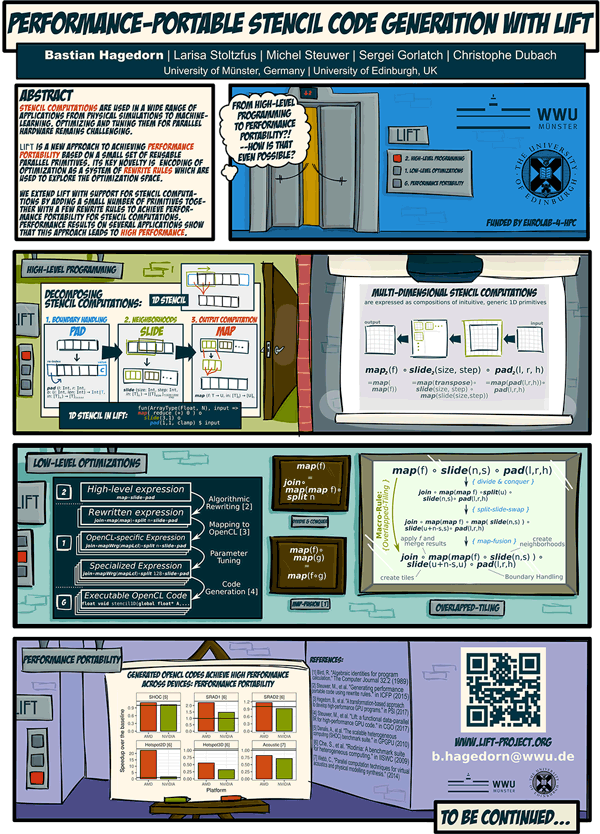 PERFORMANCE-PORTABLE STENCIL CODE GENERATION WITH LIFT
Bastian Hagedorn | Larisa Stoltzfus | Michel Steuwer | Sergei Gorlatch | Christophe Dubach
University of Münster, Germany | University of Edinburgh, UK
ABSTRACT
STENCIL COMPUTATIONS ARE USED IN A WIDE RANGE OF
APPLICATIONS FROM PHYSICAL SIMULATIONS TO MACHINE-
LEARNING. OPTIMIZING AND TUNING THEM FOR PARALLEL
HARDWARE REMAINS CHALLENGING.
LIFT IS A NEW APPROACH TO ACHIEVING PERFORMANCE
PORTABILITY BASED ON A SMALL SET OF REUSABLE
PARALLEL PRIMITIVES. ITS KEY NOVELTY IS ENCODING OF
OPTIMIZATION AS A SYSTEM OF REWRITE RULES WHICH ARE
USED TO EXPLORE THE OPTIMIZATION SPACE.
WE EXTEND LIFT WITH SUPPORT FOR STENCIL COMPUTA-
TIONS BY ADDING A SMALL NUMBER OF PRIMITIVES TOGE-
THER WITH A FEW REWRITE RULES TO ACHIEVE PERFOR-
MANCE PORTABILITY FOR STENCIL COMPUTATIONS.
PERFORMANCE RESULTS ON SEVERAL APPLICATIONS SHOW
THAT THIS APPROACH LEADS TO HIGH PERFORMANCE.
FROM HIGH-LEVEL
PROGRAMMING
TO PERFORMANCE
PORTABILITY?!
--HOW IS THAT
EVEN POSSIBLE?
LIFT
2. HIGH-LEVEL PROGRAMMING
1. LOW-LEVEL OPTIMIZATIONS
G. PERFORMANCE PORTABILITY
WWU
MÜNSTER
THE UNIVERSITY OF EDINBURGH
FUNDED BY EUROLAB-4-HPC
HIGH-LEVEL PROGRAMMING
LIFT
DECOMPOSING
STENCIL COMPUTATIONS:
1D STENCIL
1. BOUNDARY HANDLING
PAD
2. NEIGHBORHOODS
SLIDE
3. OUTPUT COMPUTATION
MAP
1D STENCIL IN LIFT:
fun(ArrayType(Float, N), input =>
map( reduce (+) 0 ) o
slide(3,1) o
pad(1,1, clamp) $ input
MULTI-DIMENSIONAL STENCIL COMPUTATIONS
are expressed as compositions of intuitive, generic 1D primitives
output
input
map₂(f) ∘ slide₂(size, step) ∘ pad₂(l, r, h)
=map(
map(f))
=map(transpose)∘
slide(size, step) ∘
map(slide(size,step))
=map(pad(l,r,h))∘
pad(l,r,h)
LOW-LEVEL OPTIMIZATIONS
LIFT
2
High-level expression
map-slide-pad
Rewritten expression
join-map(map)-split n-slide-pad
1
OpenCL-specific Expression
join-mapWrg(mapLcl)-split n-slide-pad
Specialized Expression
join-mapWrg(mapLcl)-split 128-slide-pad
G
Executable OpenCL Code
float void stencil1D(global float* A,...
Algorithmic
Rewriting [2]
Mapping to
OpenCL [3]
Parameter
Tuning
Code
Generation [4]
map(f)
=
join∘
map(map f)∘
split n
DIVIDE & CONQUER
map(f)∘
map(g)
=
map(f∘g)
MAP-FUSION [1]
Macro-Rule:
(Overlapped-Tiling)
map(f) ∘ slide(n,s) ∘ pad(l,r,h)
{ divide & conquer }
join ∘ map(map f) ∘split(u) ∘
slide(n,s) ∘ pad(l,r,h)
{ split-slide-swap }
join ∘ map(map f) ∘ map( slide(n,s) ) ∘
slide(u+n-s,u) ∘ pad(l,r,h)
{ map-fusion }
apply f and
merge results
create
neighborhoods
join ∘ map(map(f) ∘ slide(n,s) ) ∘
slide(u+n-s,u) ∘ pad(l,r,h)
create tiles
Boundary Handling
OVERLAPPED-TILING
PERFORMANCE PORTABILITY
LIFT
GENERATED OPENCL CODES ACHIEVE HIGH PERFORMANCE
ACROSS DEVICES: PERFORMANCE PORTABILITY
Speedup over the baseline
SHOC [5]
SRAD1 [6]
SRAD2 [6]
Hotspot2D [6]
Hotspot3D [6]
Acoustic [7]
AMD NVIDIA
AMD NVIDIA
AMD NVIDIA
Platform
REFERENCES:
[1] Bird, R. "Algebraic identities for program
calculation." The Computer Journal 32.2 (1989)
[2] Steuwer, M., et al. "Generating performance
portable code using rewrite rules." in ICFP (2015)
[3] Hagedorn, B., et al. "A transformation-based approach
to develop high-performance GPU programs." in PSI (2017)
[4] Steuwer, M., et al. "Lift: a functional data-parallel
IR for high-performance GPU code." in CGO (2017)
[5] Danalis, A., et al. "The scalable heterogeneous
computing (SHOC) benchmark suite." in GPGPU (2010)
[6] Che, S., et al. "Rodinia: A benchmark suite
for heterogeneous computing." in IISWC (2009)
[7] Webb, C., "Parallel computation techniques for virtual
acoustics and physical modelling synthesis." (2014)
WWW.LIFT-PROJECT.ORG
b.hagedorn@wwu.de
WWU
MÜNSTER
TO BE CONTINUED...